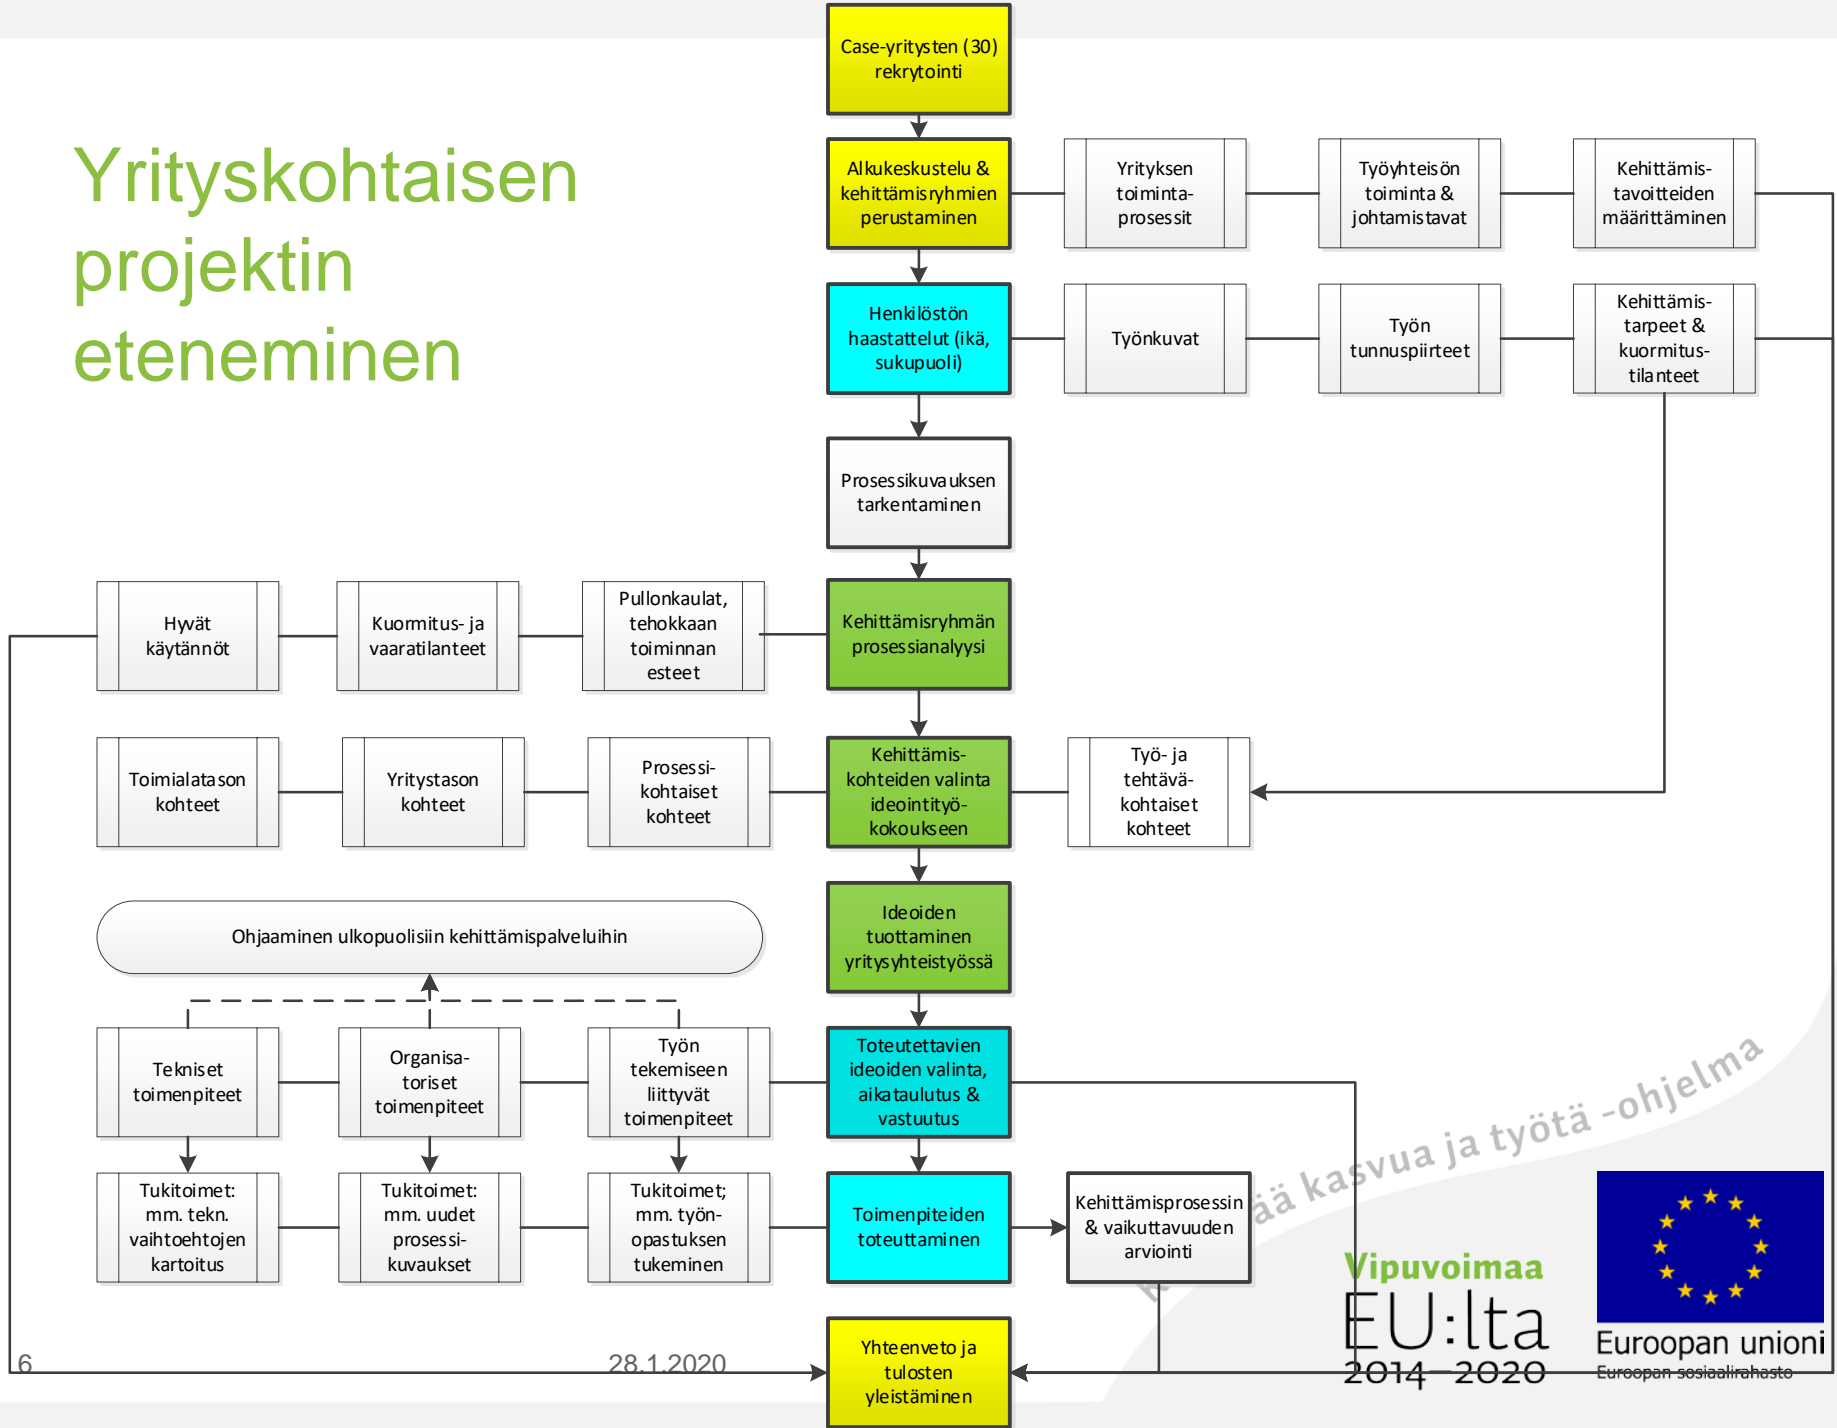 Yrityskohtaisen
projektin
eteneminen
Case-yritysten (30)
rekrytointi
Alkukeskustelu &
kehittämisryhmien
perustaminen
Yrityksen
toiminta-
prosessit
Työyhteisön
toiminta &
johtamistavat
Kehittämis-
tavoitteiden
määrittäminen
Henkilöstön
haastattelut (ikä,
sukupuoli)
Työnkuvat
Työn
tunnuspiirteet
Kehittämis-
tarpeet &
kuormitus-
tilanteet
Prosessikuvauksen
tarkentaminen
Hyvät
käytännöt
Kuormitus- ja
vaaratilanteet
Pullonkaulat,
tehokkaan
toiminnan
esteet
Kehittämisryhmän
prosessianalyysi
Toimialatason
kohteet
Yritystason
kohteet
Prosessi-
kohtaiset
kohteet
Kehittämis-
kohteiden valinta
ideointityö-
kokoukseen
Työ- ja
tehtävä-
kohtaiset
kohteet
Ohjaaminen ulkopuolisiin kehittämispalveluihin
Ideoiden
tuottaminen
yritysyhteistyössä
Tekniset
toimenpiteet
Organisa-
toriset
toimenpiteet
Työn
tekemiseen
liittyvät
toimenpiteet
Toteutettavien
ideoiden valinta,
aikataulutus &
vastuutus
Tukitoimet:
mm. tekn.
vaihtoehtojen
kartoitus
Tukitoimet:
mm. uudet
prosessi-
kuvaukset
Tukitoimet;
mm. työn-
opastuksen
tukeminen
Toimenpiteiden
toteuttaminen
Kehittämisprosessin
& vaikuttavuuden
arviointi
kasvua ja työtä -ohjelma
Vipuvoimaa
EU:lta
2014–2020
Euroopan unioni
Euroopan sosiaalirahasto
Yhteenveto ja
tulosten
yleistäminen
6
28.1.2020